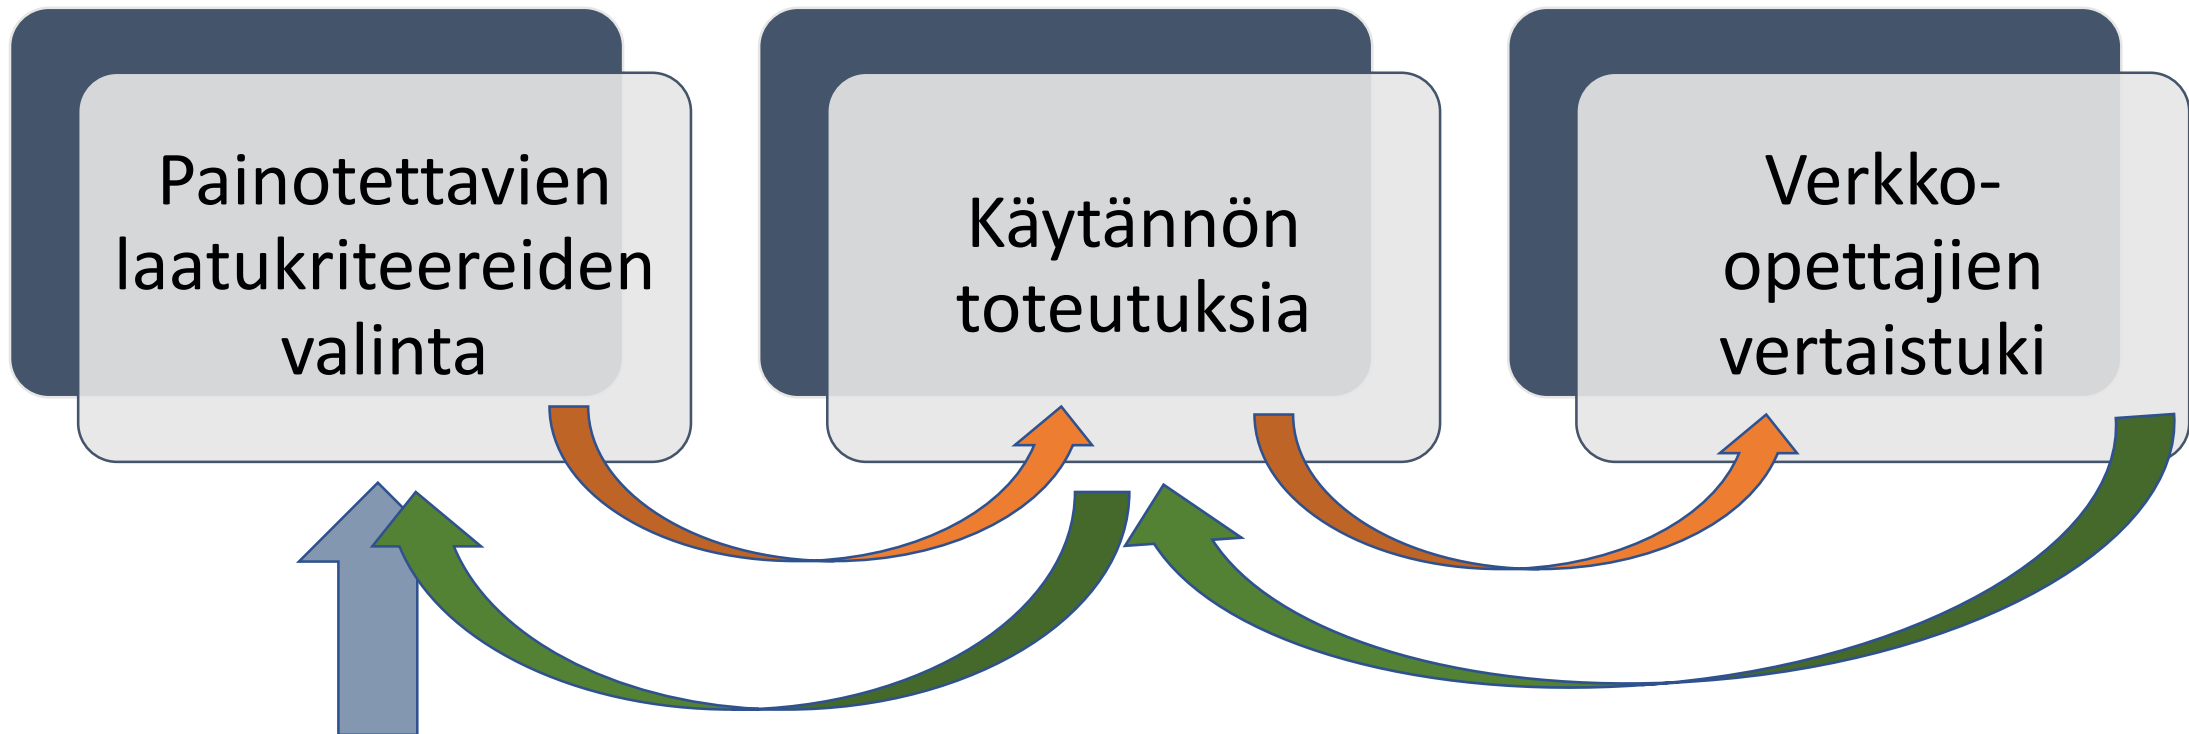 Painotettavien
laatukriteereiden
valinta
Käytännön
toteutuksia
Verkko-
opettajien
vertaistuki